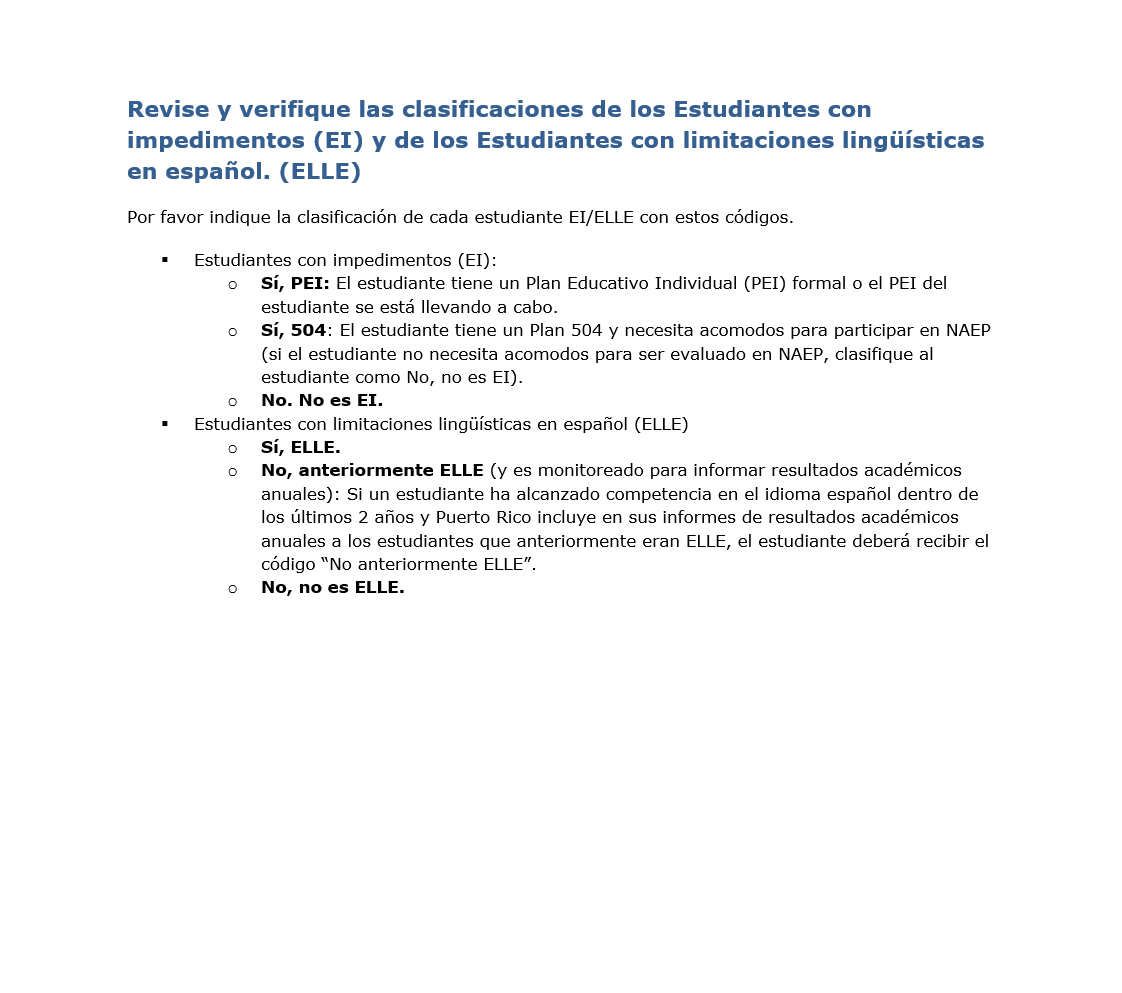 Revise y verifique las clasificaciones de los Estudiantes con
impedimentos (EI) y de los Estudiantes con limitaciones lingüísticas
en español. (ELLE)
Por favor indique la clasificación de cada estudiante EI/ELLE con estos códigos.
▪ Estudiantes con impedimentos (EI):
o Sí, PEI: El estudiante tiene un Plan Educativo Individual (PEI) formal o el PEI del
estudiante se está llevando a cabo.
o Sí, 504: El estudiante tiene un Plan 504 y necesita acomodos para participar en NAEP
(si el estudiante no necesita acomodos para ser evaluado en NAEP, clasifique al
estudiante como No, no es EI).
o No. No es EI.
▪ Estudiantes con limitaciones lingüísticas en español (ELLE)
o Sí, ELLE.
o No, anteriormente ELLE (y es monitoreado para informar resultados académicos
anuales): Si un estudiante ha alcanzado competencia en el idioma español dentro de
los últimos 2 años y Puerto Rico incluye en sus informes de resultados académicos
anuales a los estudiantes que anteriormente eran ELLE, el estudiante deberá recibir el
código “No anteriormente ELLE”.
o No, no es ELLE.